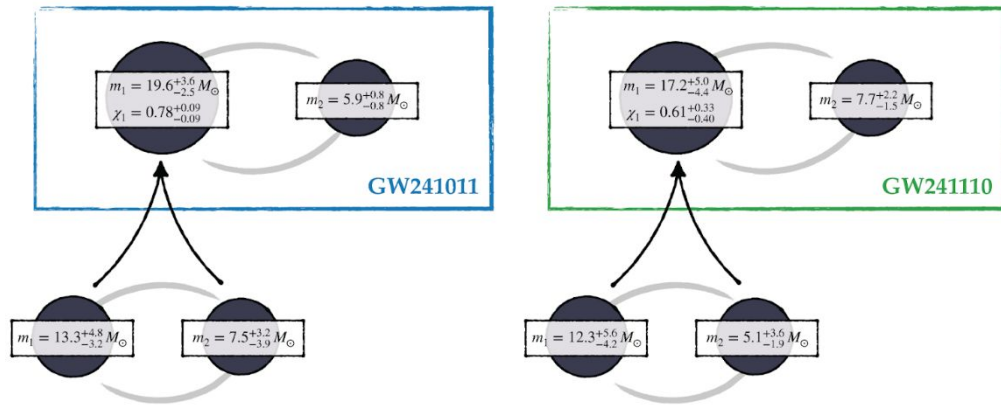 m₁ = 19.6⁺³·⁶₋₂.₅ M☉
χ₁ = 0.78⁺⁰·⁰⁹₋₀.₀₉
m₂ = 5.9⁺⁰·⁸₋₀.₈ M☉
GW241011
m₁ = 13.3⁺⁴·⁸₋₃.₂ M☉
m₂ = 7.5⁺³·²₋₃.₉ M☉
m₁ = 17.2⁺⁵·⁰₋₄.₄ M☉
χ₁ = 0.61⁺⁰·³³₋₀.₄₀
m₂ = 7.7⁺²·²₋₁.₅ M☉
GW241110
m₁ = 12.3⁺⁵·⁶₋₄.₂ M☉
m₂ = 5.1⁺³·⁶₋₁.₉ M☉